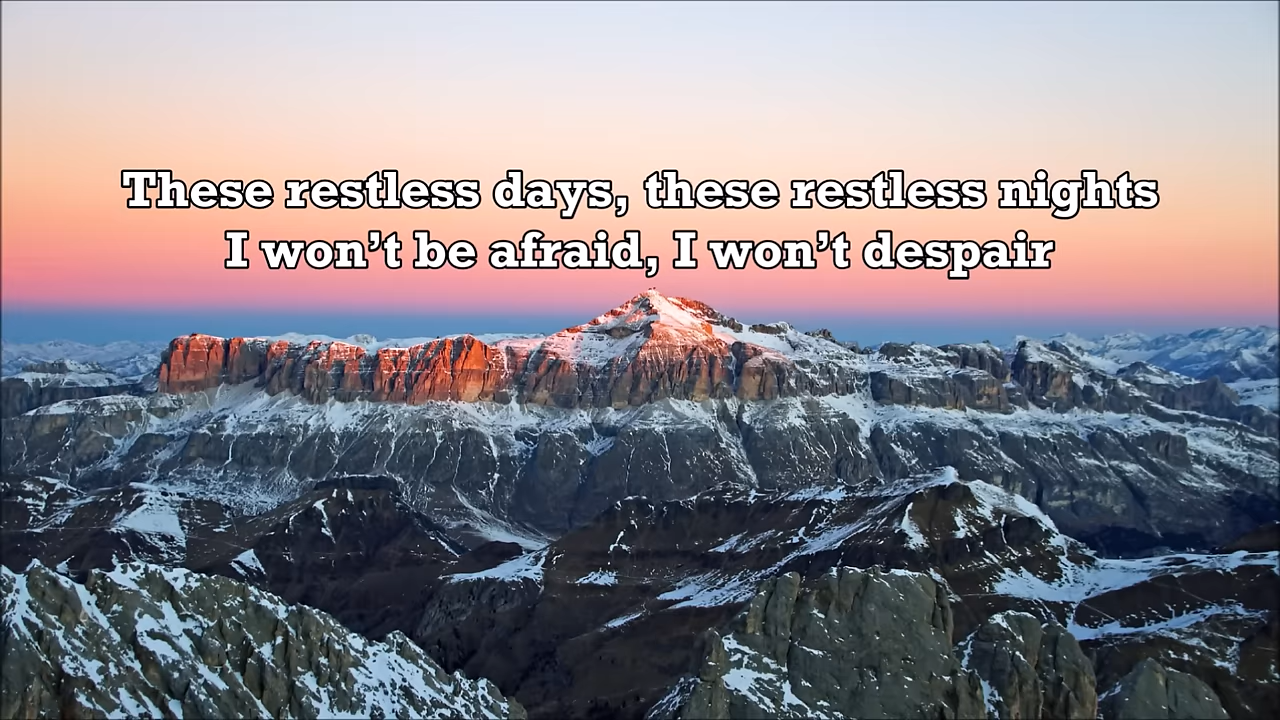 These restless days, these restless nights
I won’t be afraid, I won’t despair